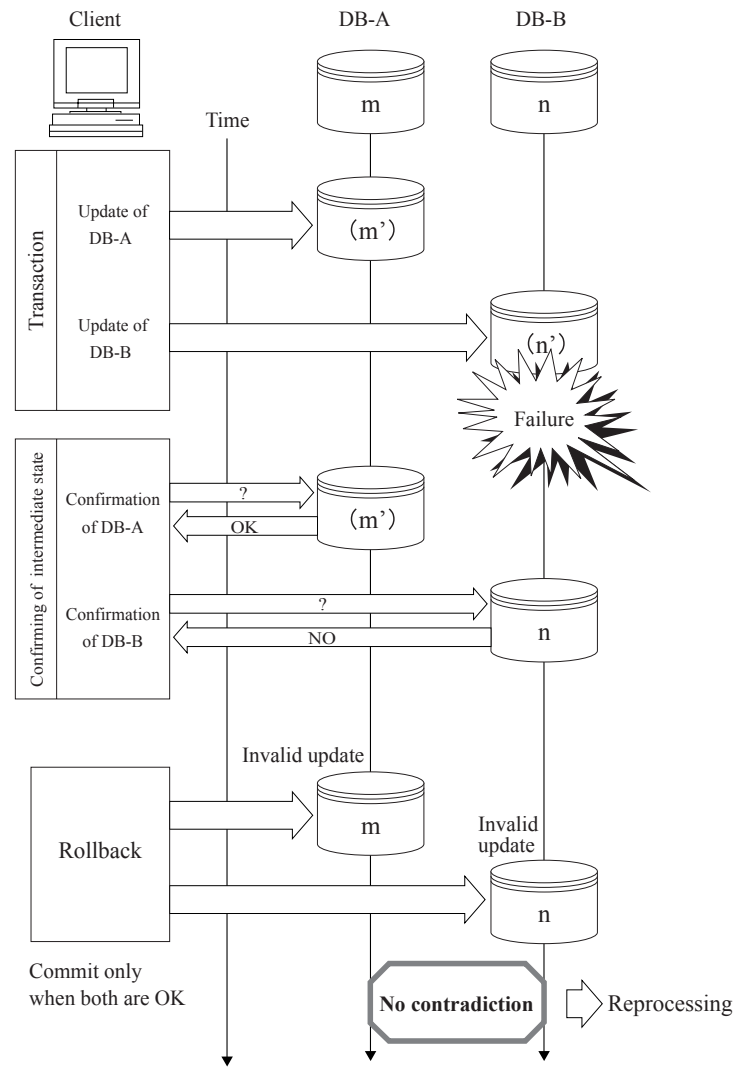 Client
DB-A
DB-B
m
n
Time
Transaction
Update of
DB-A
(m’)
Update of
DB-B
(n’)
Failure
Confirming of intermediate state
Confirmation
of DB-A
?
OK
(m’)
Confirmation
of DB-B
?
NO
n
Invalid update
Rollback
m
Invalid
update
n
Commit only
when both are OK
No contradiction
Reprocessing